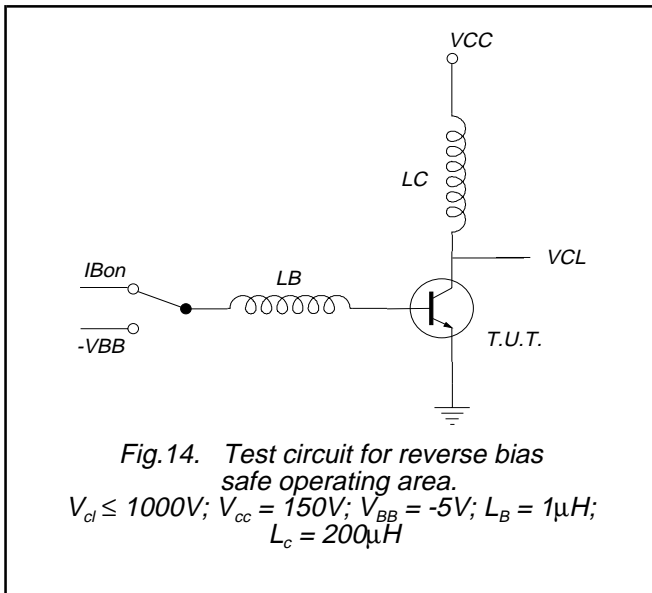 VCC
LC
VCL
IBon
LB
-VBB
T.U.T.
Fig.14. Test circuit for reverse bias
safe operating area.
Vcl ≤ 1000V; Vcc = 150V; VBB = -5V; LB = 1μH;
Lc = 200μH